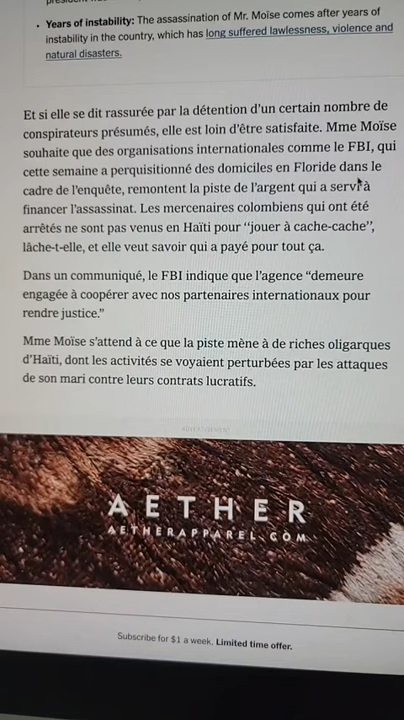 • Years of instability: The assassination of Mr. Moïse comes after years of
instability in the country, which has long suffered lawlessness, violence and
natural disasters.
Et si elle se dit rassurée par la détention d'un certain nombre de
conspirateurs présumés, elle est loin d'être satisfaite. Mme Moïse
souhaite que des organisations internationales comme le FBI, qui
cette semaine a perquisitionné des domiciles en Floride dans le
cadre de l'enquête, remontent la piste de l'argent qui a servi à
financer l'assassinat. Les mercenaires colombiens qui ont été
arrêtés ne sont pas venus en Haïti pour “jouer à cache-cache”,
lâche-t-elle, et elle veut savoir qui a payé pour tout ça.
Dans un communiqué, le FBI indique que l'agence “demeure
engagée à coopérer avec nos partenaires internationaux pour
rendre justice.”
Mme Moïse s'attend à ce que la piste mène à de riches oligarques
d'Haïti, dont les activités se voyaient perturbées par les attaques
de son mari contre leurs contrats lucratifs.
ADVERTISEMENT
AETHER
AETHERAPPAREL.COM
Subscribe for $1 a week. Limited time offer.